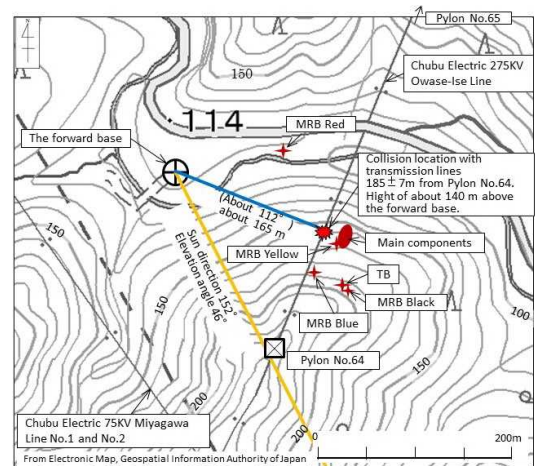 Pylon No.65
Chubu Electric 275KV
Owase-Ise Line
150
114
MRB Red
The forward base
Collision location with
transmission lines
185±7m from Pylon No.64.
Hight of about 140 m above
the forward base.
(About 112°)
about 165 m
Sun direction 152°
Elevation angle 46°
MRB Yellow
Main components
TB
MRB Black
MRB Blue
Pylon No.64
150
150
100
150
200
200
Chubu Electric 75KV Miyagawa
Line No.1 and No.2
0
200m
From Electronic Map, Geospatial Information Authority of Japan